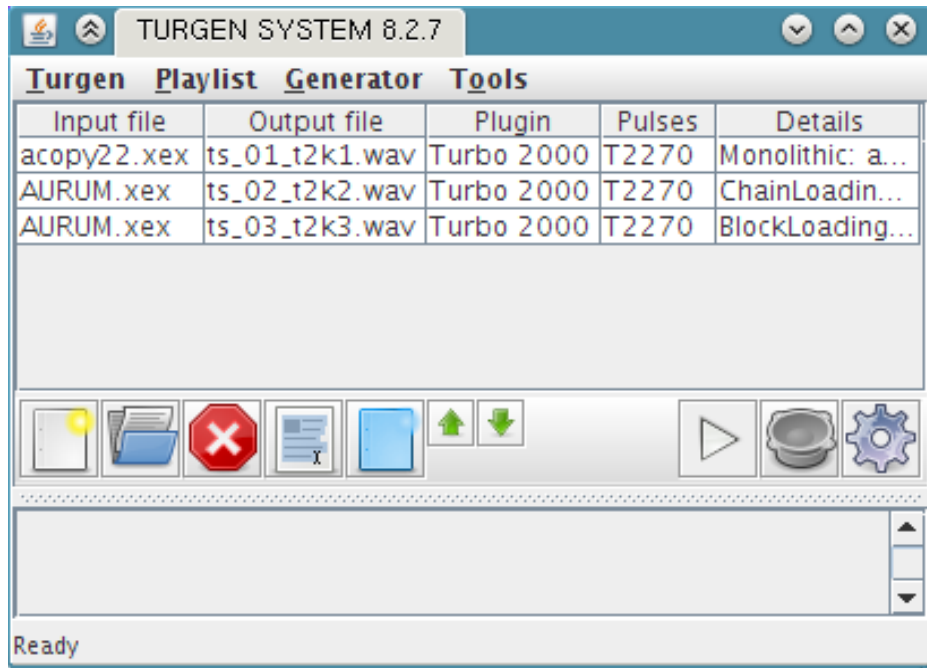 TURGEN SYSTEM 8.2.7
Turgen Playlist Generator Tools
Input file Output file Plugin Pulses Details
acopy22.xex ts_01_t2k1.wav Turbo 2000 T2270 Monolithic: a...
AURUM.xex ts_02_t2k2.wav Turbo 2000 T2270 ChainLoadin...
AURUM.xex ts_03_t2k3.wav Turbo 2000 T2270 BlockLoading...
Ready